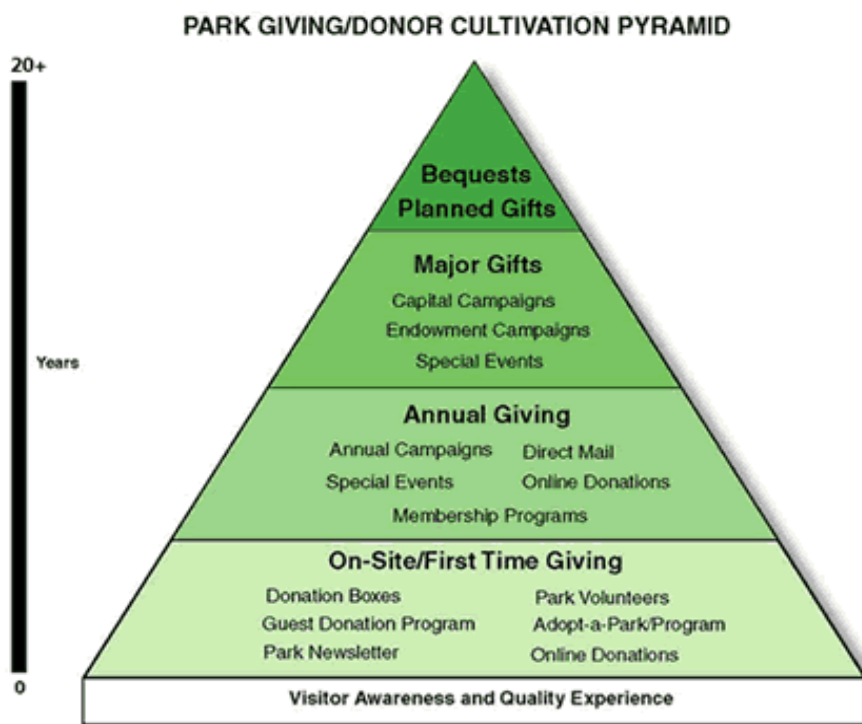 PARK GIVING/DONOR CULTIVATION PYRAMID
20+
Bequests
Planned Gifts
Major Gifts
Capital Campaigns
Endowment Campaigns
Special Events
Years
Annual Giving
Annual Campaigns Direct Mail
Special Events Online Donations
Membership Programs
On-Site/First Time Giving
Donation Boxes Park Volunteers
Guest Donation Program Adopt-a-Park/Program
Park Newsletter Online Donations
0
Visitor Awareness and Quality Experience